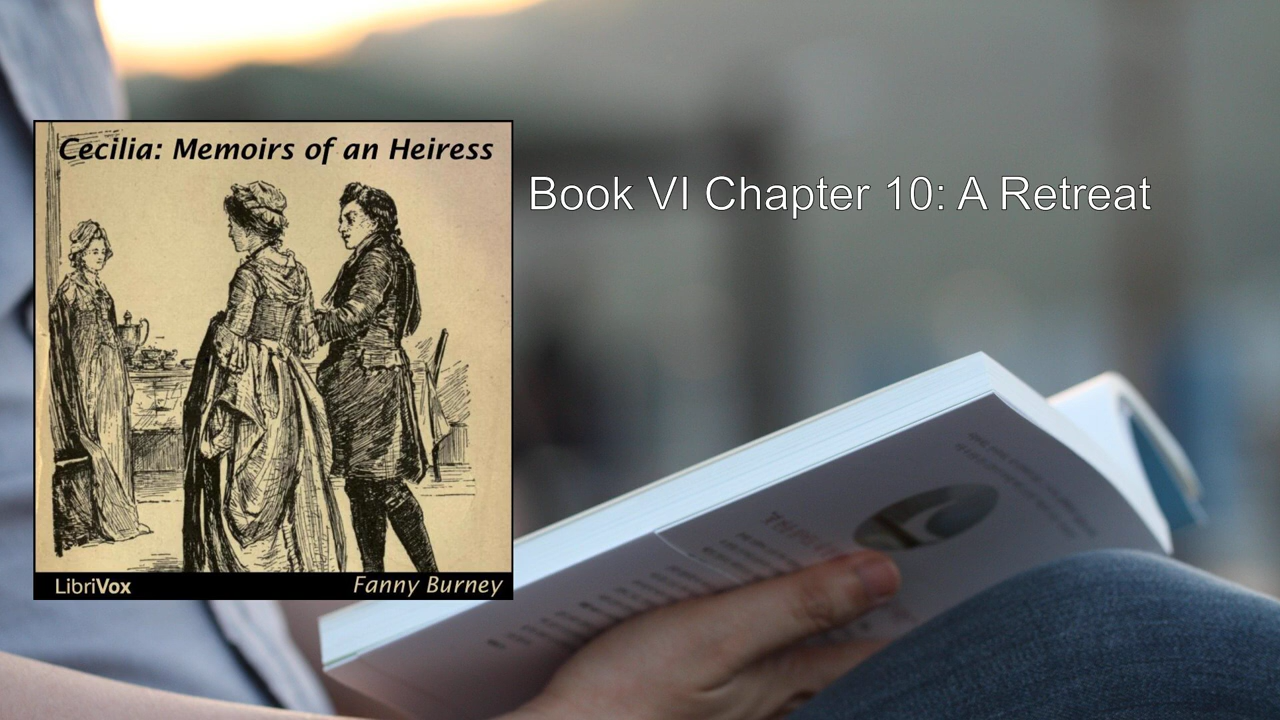 Cecilia: Memoirs of an Heiress
Book VI Chapter 10: A Retreat
LibriVox
Fanny Burney